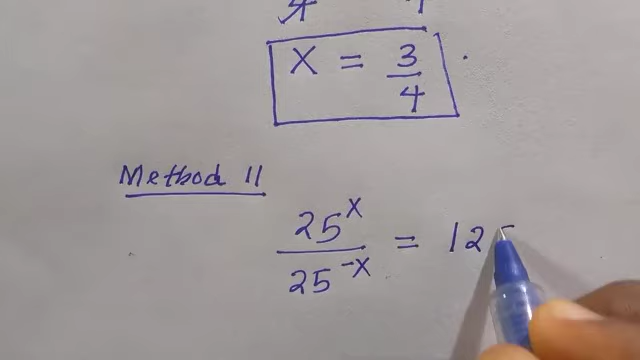 x = 3/4
Method II
25^x / 25^-x = 12